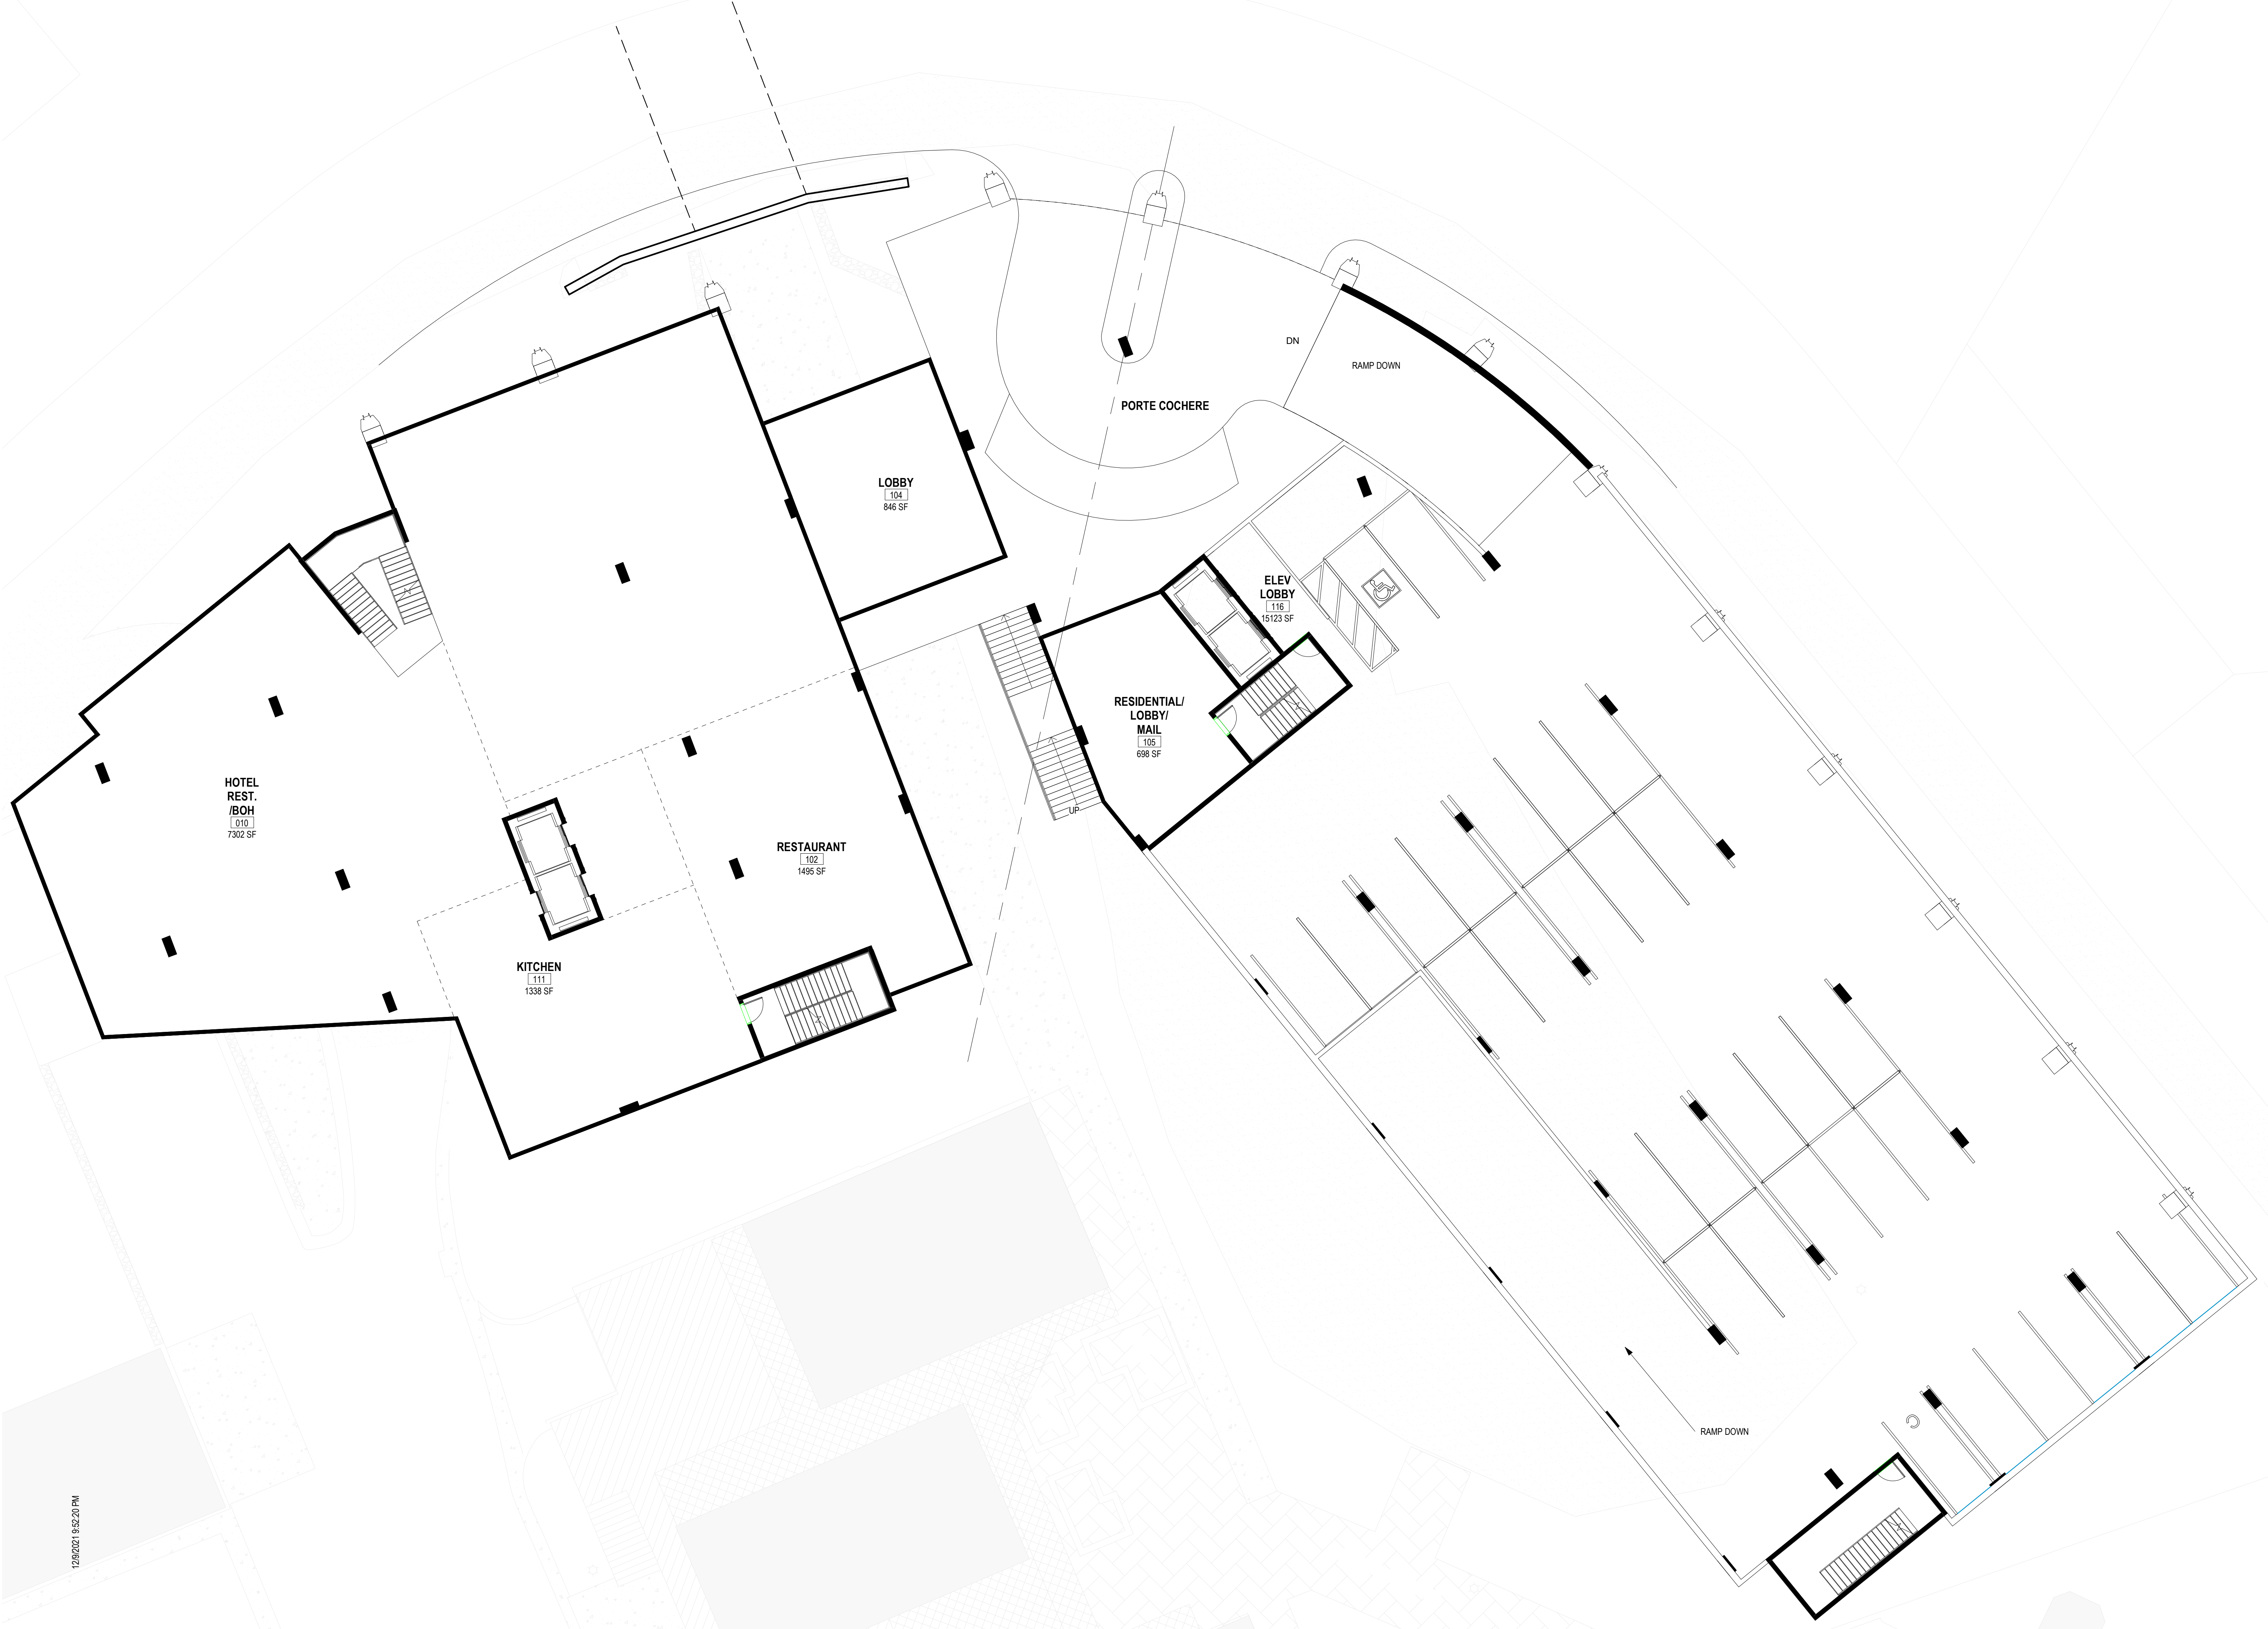 DN
RAMP DOWN
PORTE COCHERE
LOBBY
104
846 SF
ELEV
LOBBY
116
15123 SF
RESIDENTIAL/
LOBBY/
MAIL
105
698 SF
UP
HOTEL
REST.
/BOH
010
7302 SF
RESTAURANT
102
1495 SF
KITCHEN
111
1338 SF
RAMP DOWN
12/9/2021 9:52:20 PM